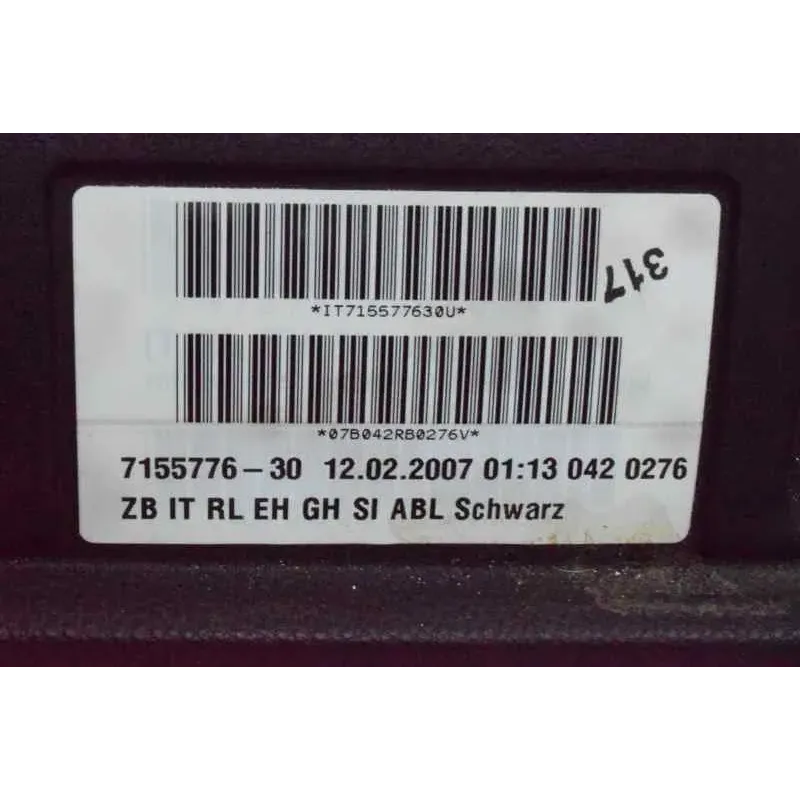 317
*IT715577630U*
*07B042RB0276V*
7155776-30 12.02.2007 01:13 042 0276
ZB IT RL EH GH SI ABL Schwarz